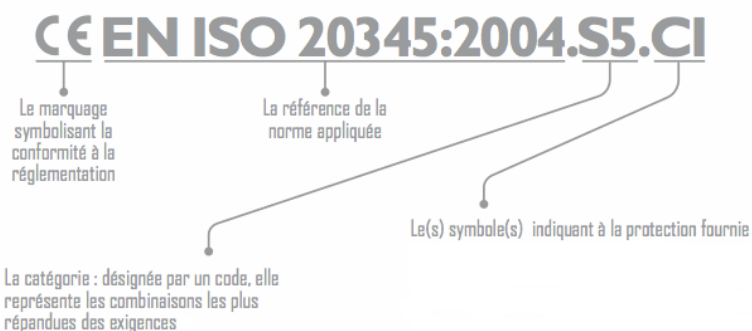 CE EN ISO 20345:2004.S5.CI
Le marquage
symbolisant la
conformité à la
réglementation
La référence de la
norme appliquée
Le(s) symbole(s) indiquant à la protection fournie
La catégorie : désignée par un code, elle
représente les combinaisons les plus
répandues des exigences